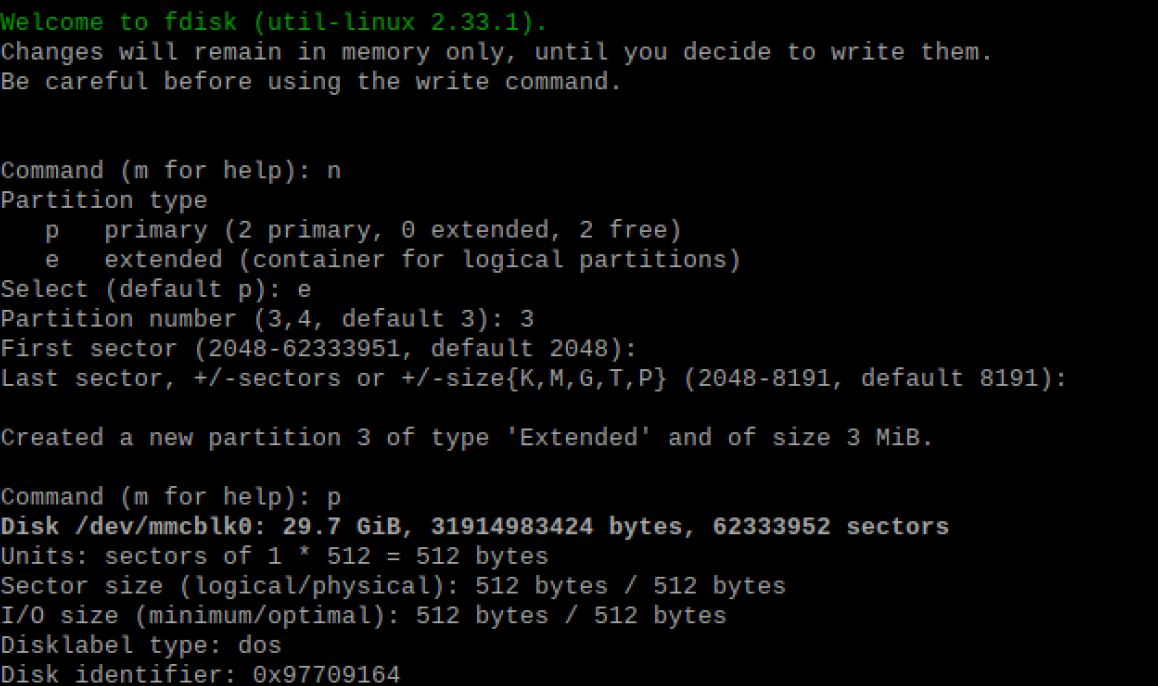 Welcome to fdisk (util-linux 2.33.1).
Changes will remain in memory only, until you decide to write them.
Be careful before using the write command.
Command (m for help): n
Partition type
   p   primary (2 primary, 0 extended, 2 free)
   e   extended (container for logical partitions)
Select (default p): e
Partition number (3,4, default 3): 3
First sector (2048-62333951, default 2048):
Last sector, +/-sectors or +/-size{K,M,G,T,P} (2048-8191, default 8191):
Created a new partition 3 of type 'Extended' and of size 3 MiB.
Command (m for help): p
Disk /dev/mmcblk0: 29.7 GiB, 31914983424 bytes, 62333952 sectors
Units: sectors of 1 * 512 = 512 bytes
Sector size (logical/physical): 512 bytes / 512 bytes
I/O size (minimum/optimal): 512 bytes / 512 bytes
Disklabel type: dos
Disk identifier: 0x97709164